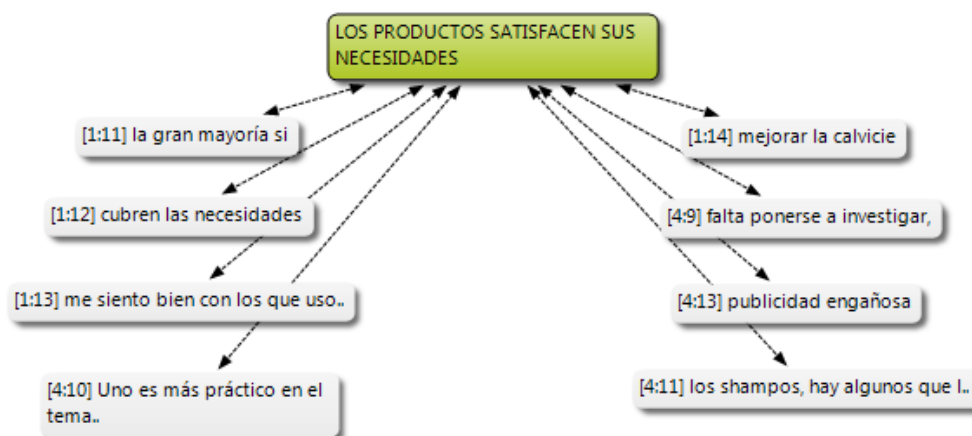 LOS PRODUCTOS SATISFACEN SUS
NECESIDADES
[1:11] la gran mayoría si
[1:14] mejorar la calvicie
[1:12] cubren las necesidades
[4:9] falta ponerse a investigar,
[1:13] me siento bien con los que uso..
[4:13] publicidad engañosa
[4:10] Uno es más práctico en el
tema..
[4:11] los shampos, hay algunos que l..